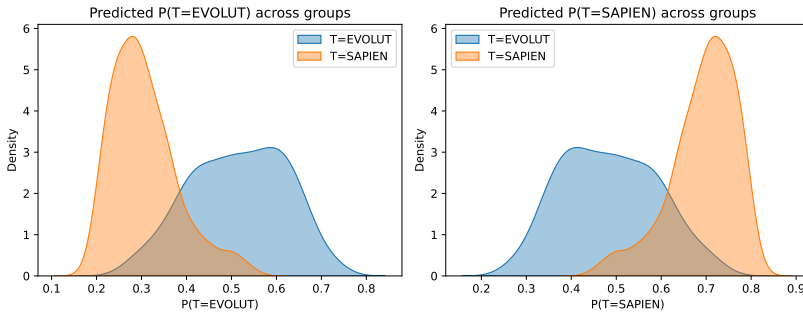 Predicted P(T=EVOLUT) across groups
T=EVOLUT
T=SAPIEN
Density
6
5
4
3
2
1
0
0.1 0.2 0.3 0.4 0.5 0.6 0.7 0.8
P(T=EVOLUT)
Predicted P(T=SAPIEN) across groups
T=EVOLUT
T=SAPIEN
Density
6
5
4
3
2
1
0
0.2 0.3 0.4 0.5 0.6 0.7 0.8 0.9
P(T=SAPIEN)